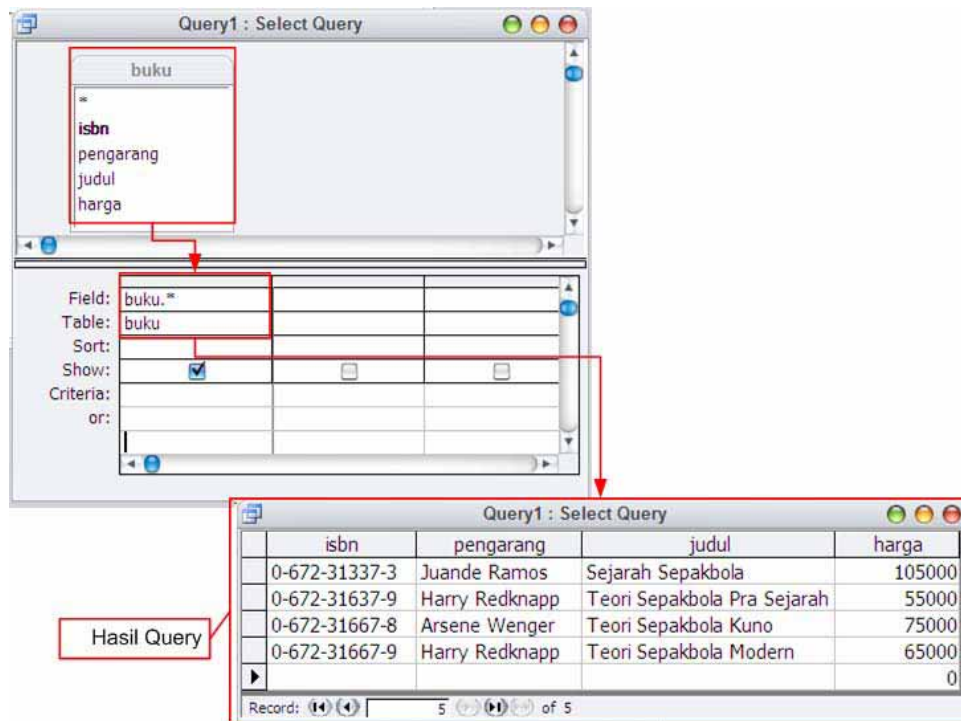 Query1 : Select Query
buku
*
isbn
pengarang
judul
harga
Field: buku.*
Table: buku
Sort:
Show:
Criteria:
or:
Query1 : Select Query
isbn pengarang judul harga
0-672-31337-3 Juande Ramos Sejarah Sepakbola 105000
0-672-31637-9 Harry Redknapp Teori Sepakbola Pra Sejarah 55000
0-672-31667-8 Arsene Wenger Teori Sepakbola Kuno 75000
0-672-31667-9 Harry Redknapp Teori Sepakbola Modern 65000
0
Hasil Query
Record: 5 of 5